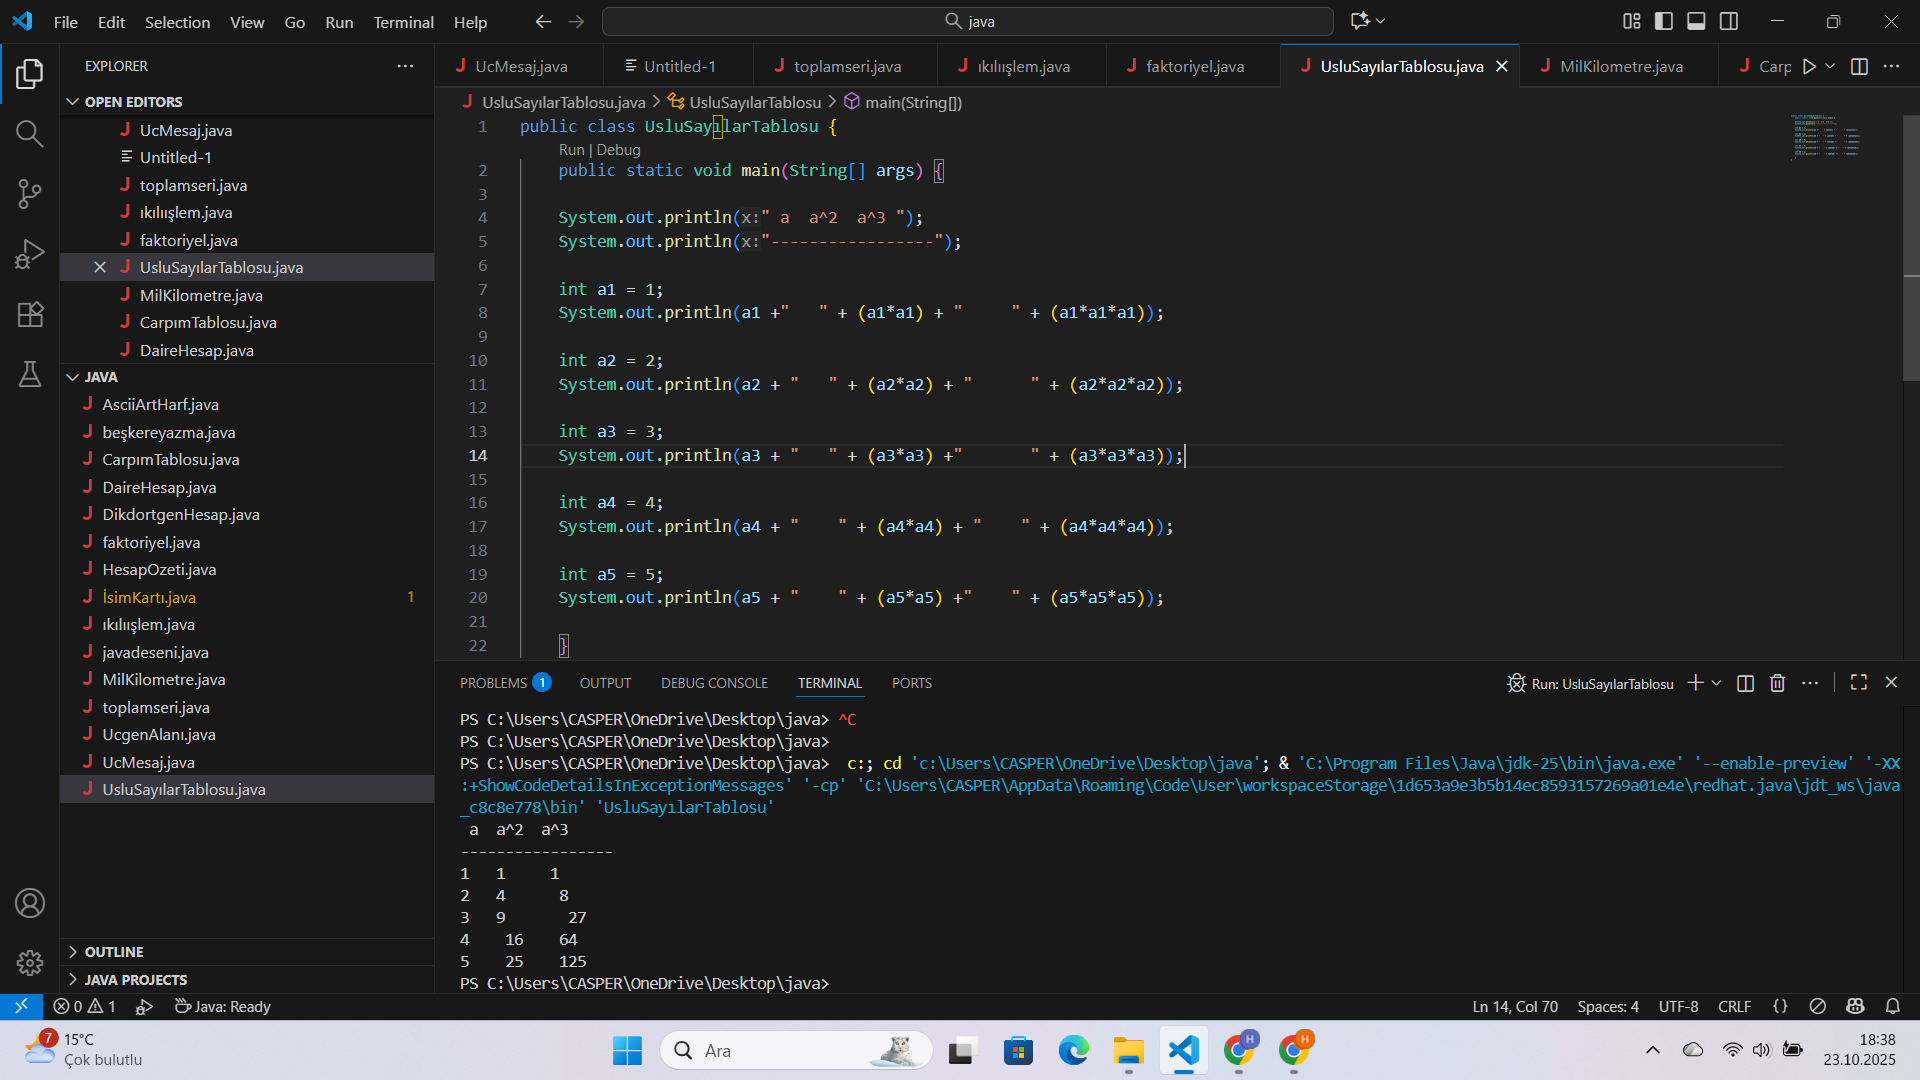 File Edit Selection View Go Run Terminal Help
java
EXPLORER
OPEN EDITORS
UcMesaj.java
Untitled-1
toplamseri.java
ıkılıışlem.java
faktoriyel.java
UsluSayılarTablosu.java
MilKilometre.java
CarpımTablosu.java
DaireHesap.java
JAVA
AsciiArtHarf.java
beşkereyazma.java
CarpımTablosu.java
DaireHesap.java
DikdortgenHesap.java
faktoriyel.java
HesapOzeti.java
İsimKartı.java 1
ıkılıışlem.java
javadeseni.java
MilKilometre.java
toplamseri.java
UcgenAlanı.java
UcMesaj.java
UsluSayılarTablosu.java
OUTLINE
JAVA PROJECTS
UcMesaj.java Untitled-1 toplamseri.java ıkılıışlem.java faktoriyel.java UsluSayılarTablosu.java MilKilometre.java Carp
UsluSayılarTablosu.java > UsluSayılarTablosu > main(String[])
1 public class UsluSayılarTablosu {
Run | Debug
2 public static void main(String[] args) {
3
4 System.out.println(x:" a  a^2  a^3 ");
5 System.out.println(x:"-----------------");
6
7 int a1 = 1;
8 System.out.println(a1 +"   " + (a1*a1) + "     " + (a1*a1*a1));
9
10 int a2 = 2;
11 System.out.println(a2 + "   " + (a2*a2) + "      " + (a2*a2*a2));
12
13 int a3 = 3;
14 System.out.println(a3 + "   " + (a3*a3) +"       " + (a3*a3*a3));
15
16 int a4 = 4;
17 System.out.println(a4 + "    " + (a4*a4) + "    " + (a4*a4*a4));
18
19 int a5 = 5;
20 System.out.println(a5 + "    " + (a5*a5) +"    " + (a5*a5*a5));
21
22 }
PROBLEMS 1 OUTPUT DEBUG CONSOLE TERMINAL PORTS
Run: UsluSayılarTablosu
PS C:\Users\CASPER\OneDrive\Desktop\java> ^C
PS C:\Users\CASPER\OneDrive\Desktop\java>
PS C:\Users\CASPER\OneDrive\Desktop\java>  c:; cd 'c:\Users\CASPER\OneDrive\Desktop\java'; & 'C:\Program Files\Java\jdk-25\bin\java.exe' '--enable-preview' '-XX
:+ShowCodeDetailsInExceptionMessages' '-cp' 'C:\Users\CASPER\AppData\Roaming\Code\User\workspaceStorage\1d653a9e3b5b14ec8593157269a01e4e\redhat.java\jdt_ws\java
_c8c8e778\bin' 'UsluSayılarTablosu'
 a  a^2  a^3
-----------------
1   1     1
2   4      8
3   9       27
4    16    64
5    25    125
PS C:\Users\CASPER\OneDrive\Desktop\java>
0 1 Java: Ready
Ln 14, Col 70 Spaces: 4 UTF-8 CRLF {}
7
15°C
Çok bulutlu
Ara
H
H
18:38
23.10.2025